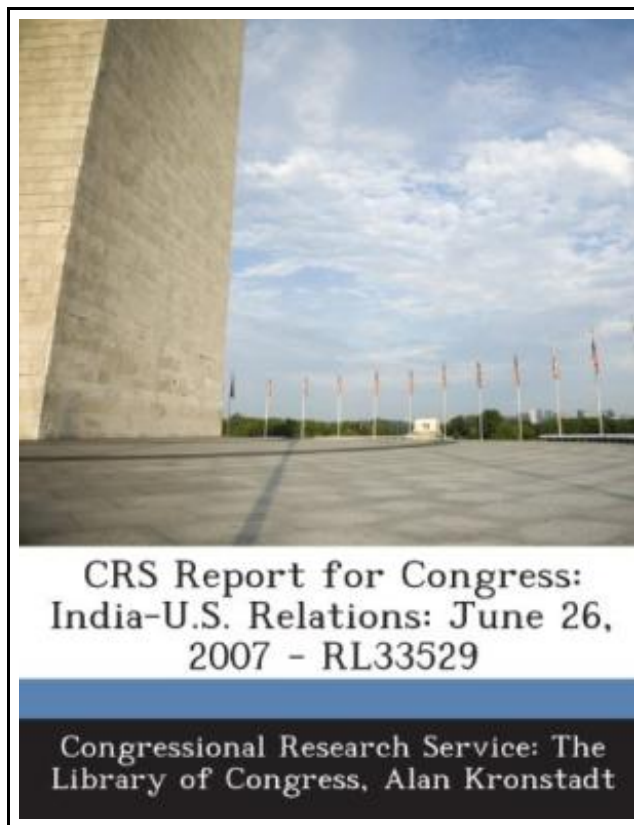 CRS Report for Congress:
India-U.S. Relations: June 26,
2007 - RL33529
Congressional Research Service: The
Library of Congress, Alan Kronstadt